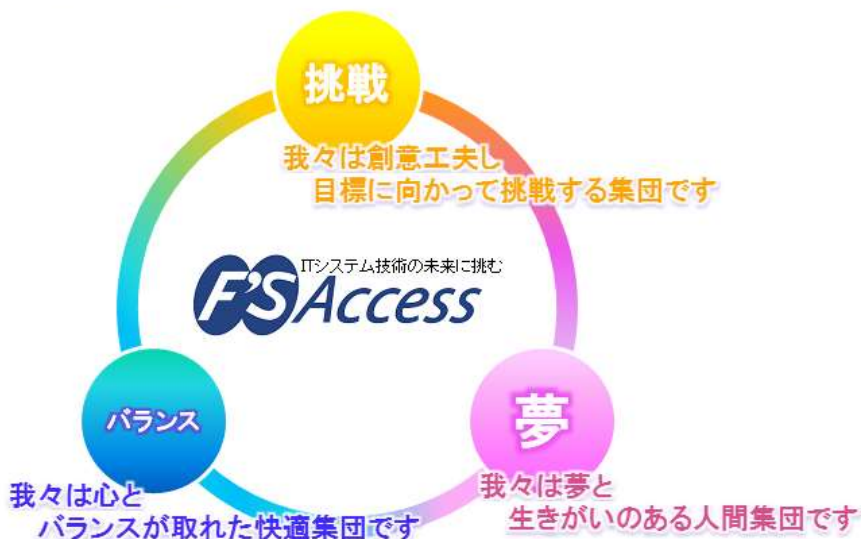 挑戦
我々は創意工夫し
目標に向かって挑戦する集団です
ITシステム技術の未来に挑む
F'S Access
バランス
夢
我々は心と
バランスが取れた快適集団です
我々は夢と
生きがいのある人間集団です